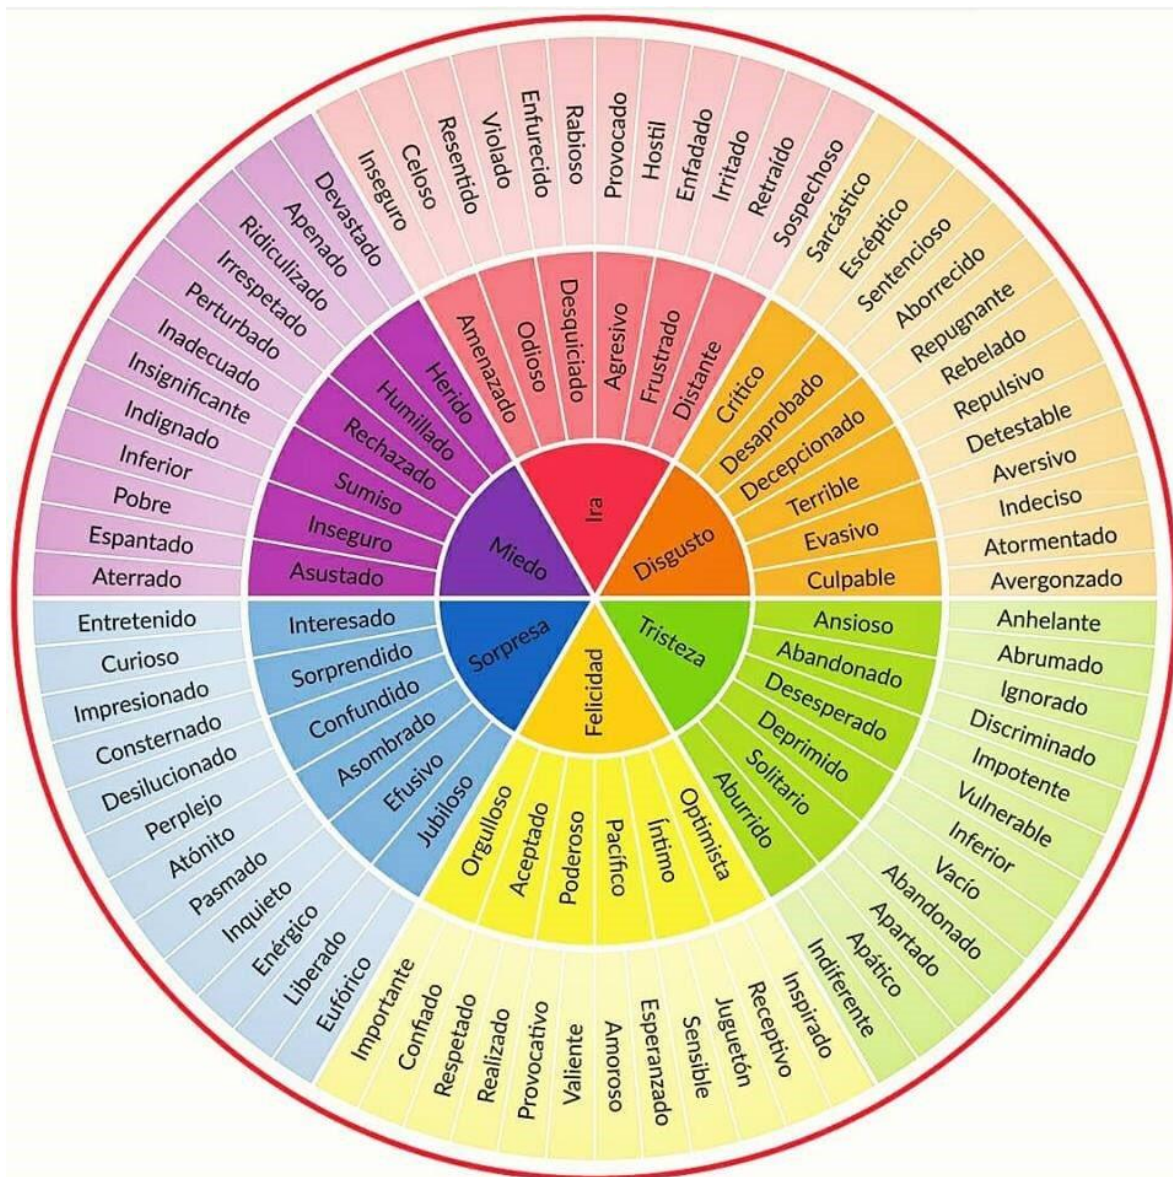 Ira
Disgusto
Tristeza
Felicidad
Sorpresa
Miedo
Amenazado
Odioso
Desquiciado
Agresivo
Frustrado
Distante
Crítico
Desaprobado
Decepcionado
Terrible
Evasivo
Culpable
Ansioso
Abandonado
Desesperado
Deprimido
Solitario
Aburrido
Optimista
Íntimo
Pacífico
Poderoso
Aceptado
Orgulloso
Jubiloso
Efusivo
Asombrado
Confundido
Sorprendido
Interesado
Asustado
Inseguro
Sumiso
Rechazado
Humillado
Herido
Inseguro
Celoso
Resentido
Violado
Enfurecido
Rabioso
Provocado
Hostil
Enfadado
Irritado
Retraído
Sospechoso
Sarcástico
Escéptico
Sentencioso
Aborrecido
Repugnante
Rebelado
Repulsivo
Detestable
Aversivo
Indeciso
Atormentado
Avergonzado
Anhelante
Abrumado
Ignorado
Discriminado
Impotente
Vulnerable
Inferior
Vacío
Abandonado
Apartado
Apático
Indiferente
Inspirado
Receptivo
Juguetón
Sensible
Esperanzado
Amoroso
Valiente
Provocativo
Realizado
Respetado
Confiado
Importante
Eufórico
Liberado
Enérgico
Inquieto
Pasmado
Atónito
Perplejo
Desilucionado
Consternado
Impresionado
Curioso
Entretenido
Aterrado
Espantado
Pobre
Inferior
Indignado
Insignificante
Inadecuado
Perturbado
Irrespetado
Ridiculizado
Apenado
Devastado